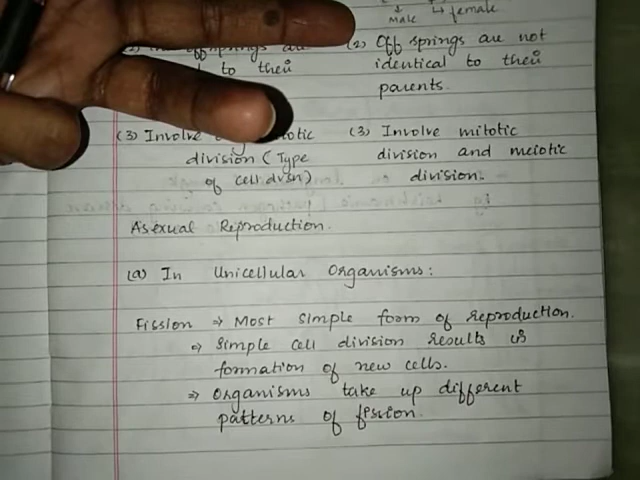 Male ↳ female
(2) Off springs are not
identical to their
parents.
to their
(3) Involve
division (Type
of cell dvsn)
(3) Involve mitotic
division and meiotic
division.
Asexual Reproduction.
(a) In Unicellular Organisms:
Fission → Most simple form of reproduction.
⇒ Simple cell division results is
formation of new cells.
⇒ Organisms take up different
patterns of fission.